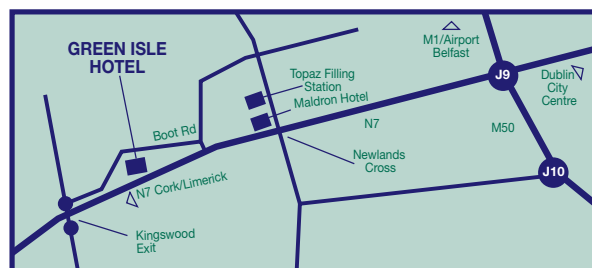 GREEN ISLE
HOTEL
M1/Airport
Belfast
J9
Dublin
City
Centre
Topaz Filling
Station
Maldron Hotel
Boot Rd
N7
M50
Newlands
Cross
J10
N7 Cork/Limerick
Kingswood
Exit